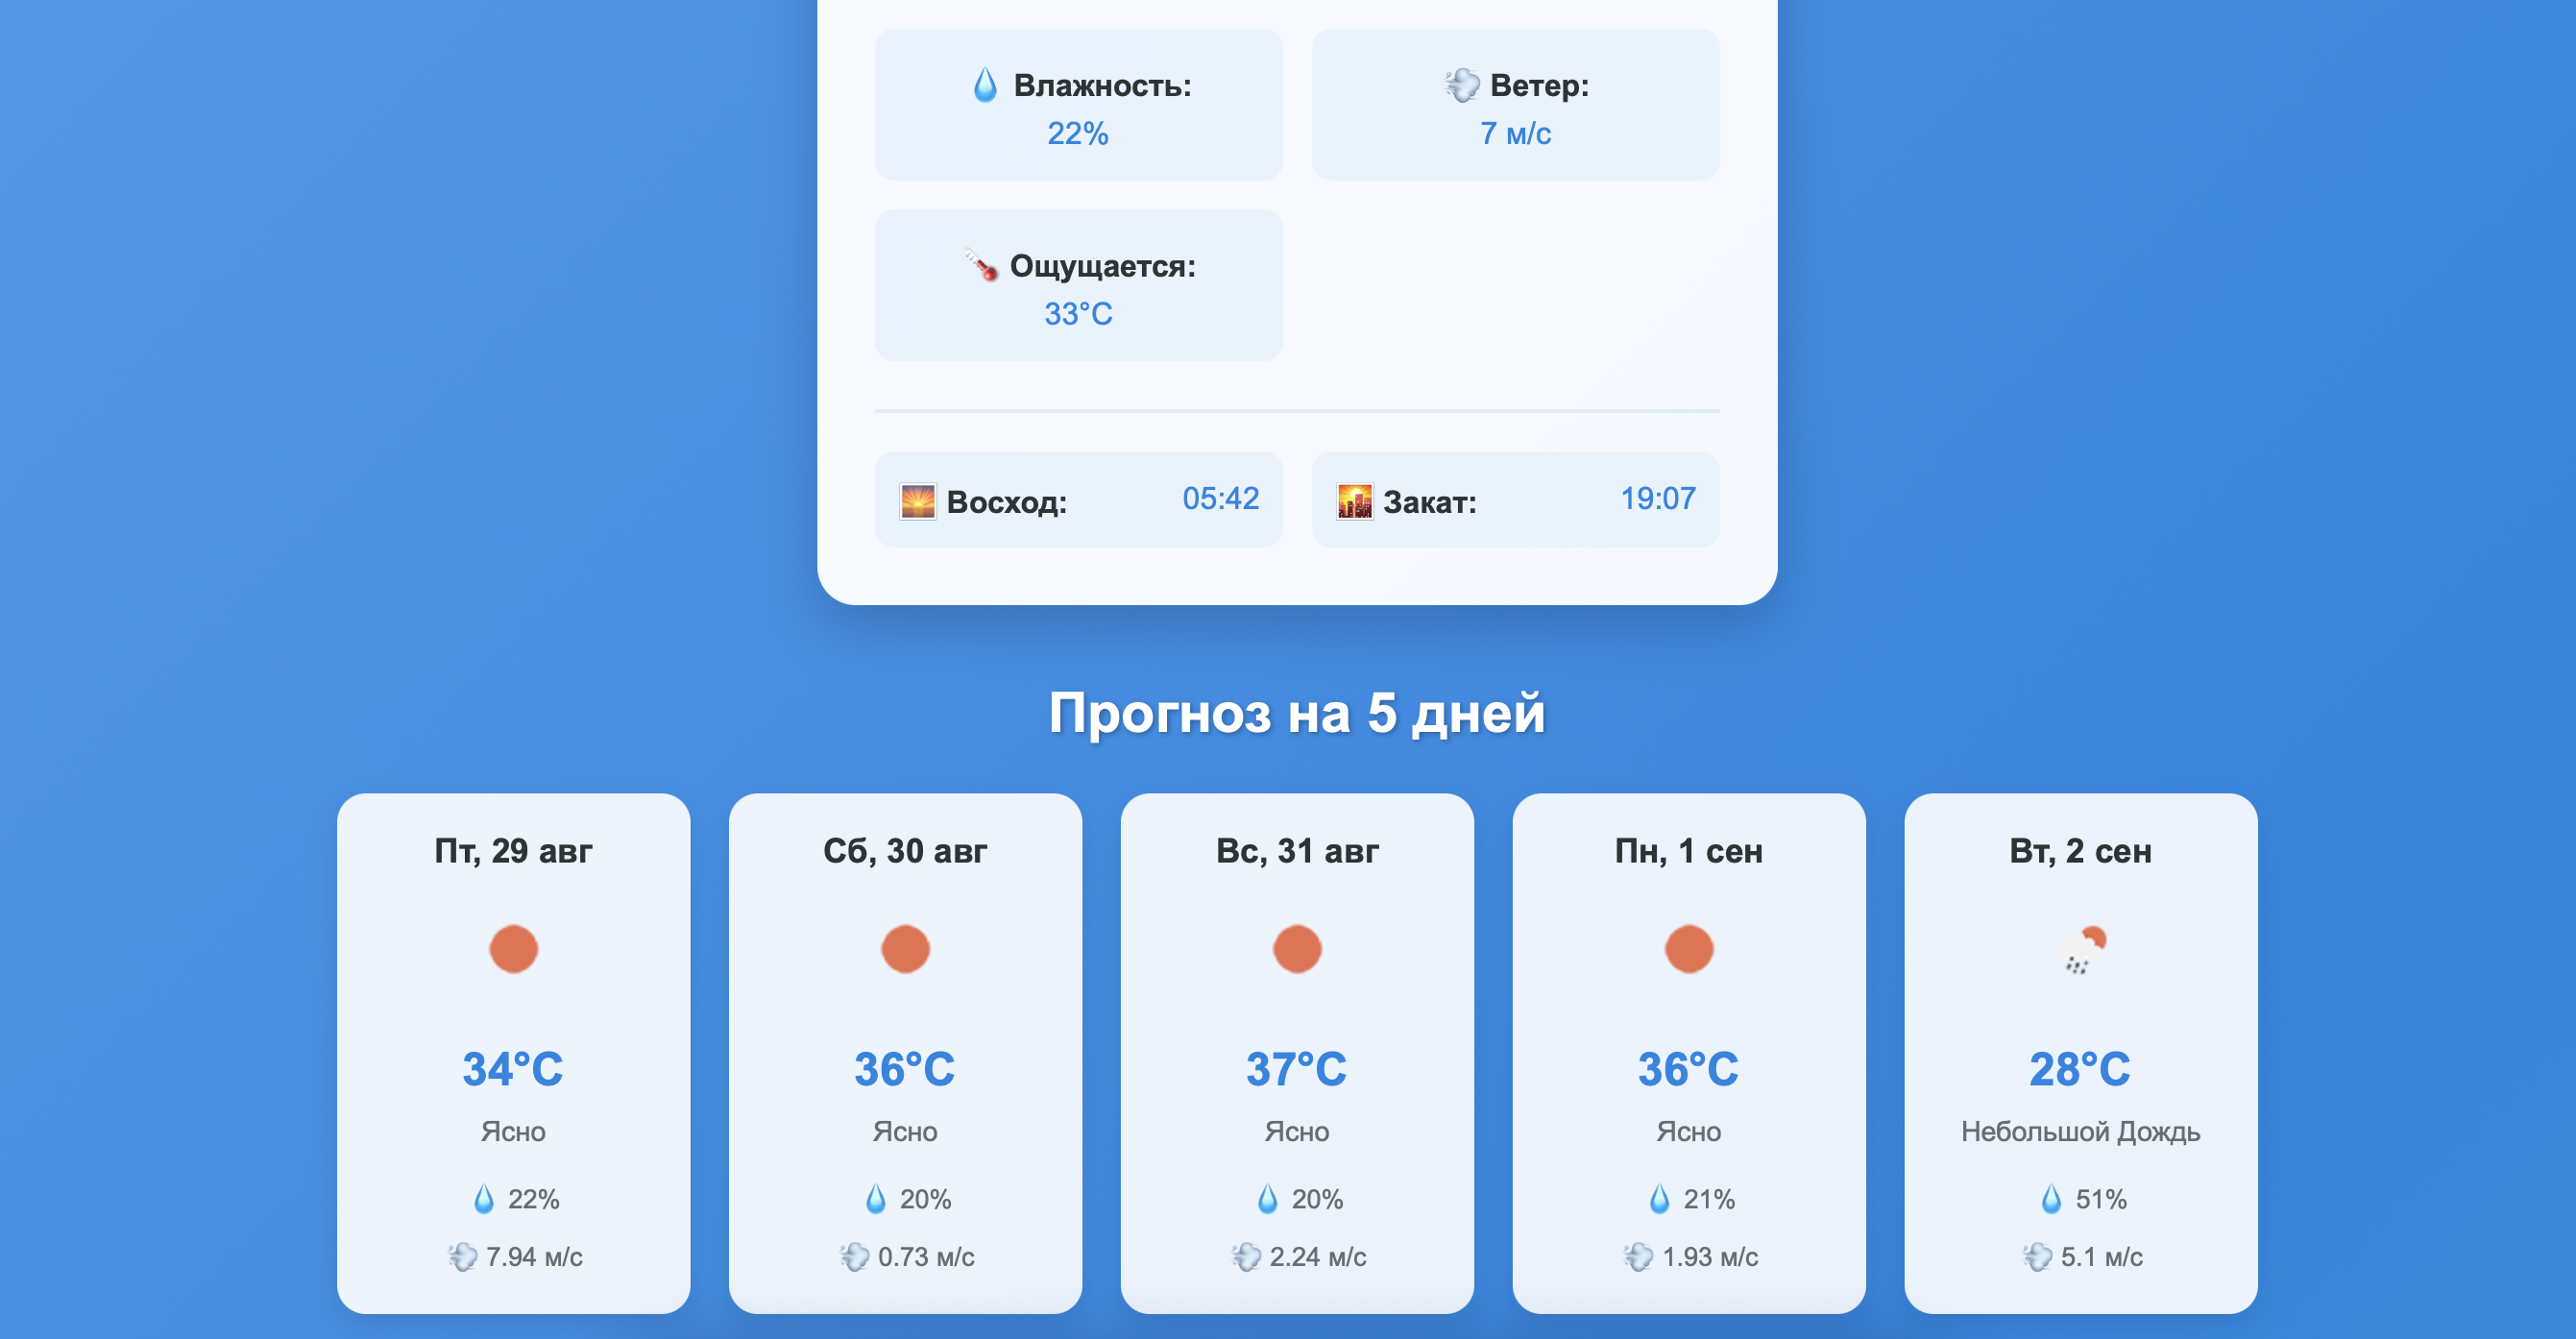 Влажность:
22%
Ветер:
7 м/с
Ощущается:
33°C
Восход: 05:42
Закат: 19:07
Прогноз на 5 дней
Пт, 29 авг
34°C
Ясно
22%
7.94 м/с
Сб, 30 авг
36°C
Ясно
20%
0.73 м/с
Вс, 31 авг
37°C
Ясно
20%
2.24 м/с
Пн, 1 сен
36°C
Ясно
21%
1.93 м/с
Вт, 2 сен
28°C
Небольшой Дождь
51%
5.1 м/с